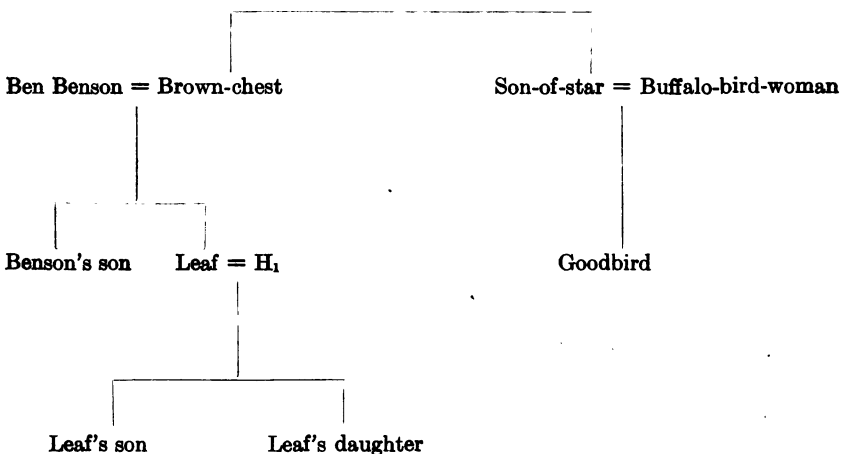 Ben Benson = Brown-chest Son-of-star = Buffalo-bird-woman
Benson's son Leaf = H₁ Goodbird
Leaf's son Leaf's daughter